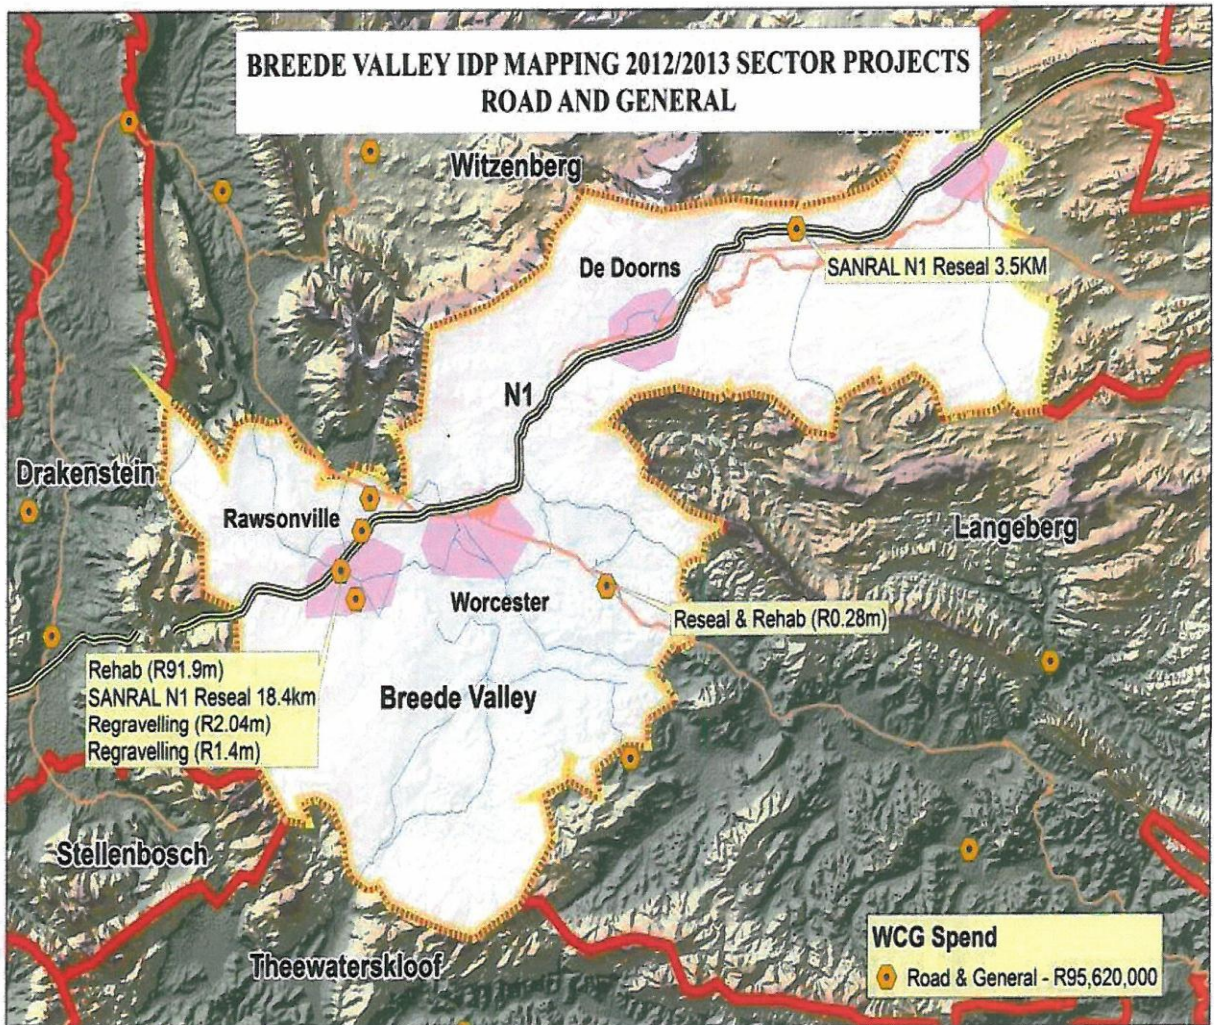 BREEDE VALLEY IDP MAPPING 2012/2013 SECTOR PROJECTS
ROAD AND GENERAL
Witzenberg
De Doorns
SANRAL N1 Reseal 3.5KM
N1
Drakenstein
Rawsonville
Langeberg
Worcester
Reseal & Rehab (R0.28m)
Rehab (R91.9m)
SANRAL N1 Reseal 18.4km
Regravelling (R2.04m)
Regravelling (R1.4m)
Breede Valley
Stellenbosch
Theewaterskloof
WCG Spend
Road & General - R95,620,000